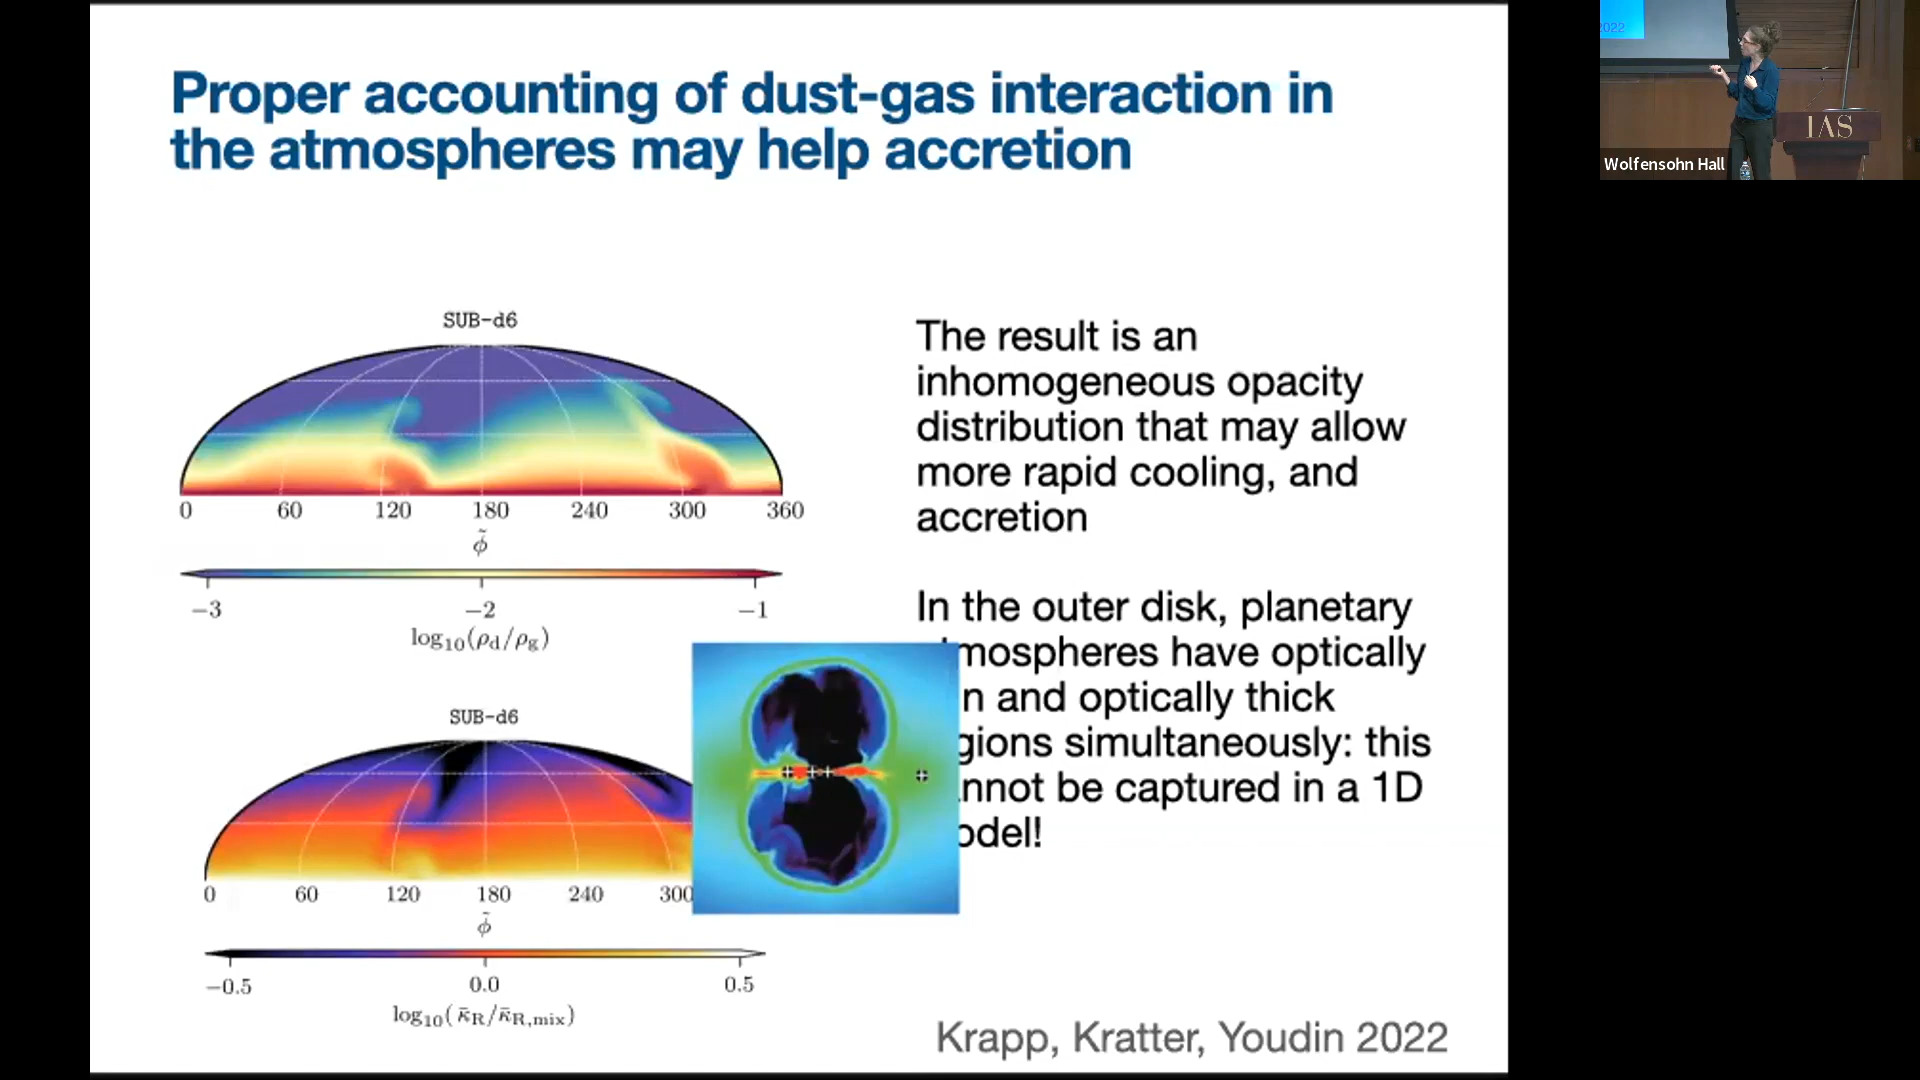 Proper accounting of dust-gas interaction in
the atmospheres may help accretion
SUB-d6
0 60 120 180 240 300 360
ϕ̃
−3 −2 −1
log₁₀(ρd/ρg)
SUB-d6
0 60 120 180 240 300
ϕ̃
−0.5 0.0 0.5
log₁₀(κ̄R/κ̄R,mix)
The result is an
inhomogeneous opacity
distribution that may allow
more rapid cooling, and
accretion
In the outer disk, planetary
mospheres have optically
n and optically thick
gions simultaneously: this
nnot be captured in a 1D
odel!
Krapp, Kratter, Youdin 2022
2022
IAS
Wolfensohn Hall